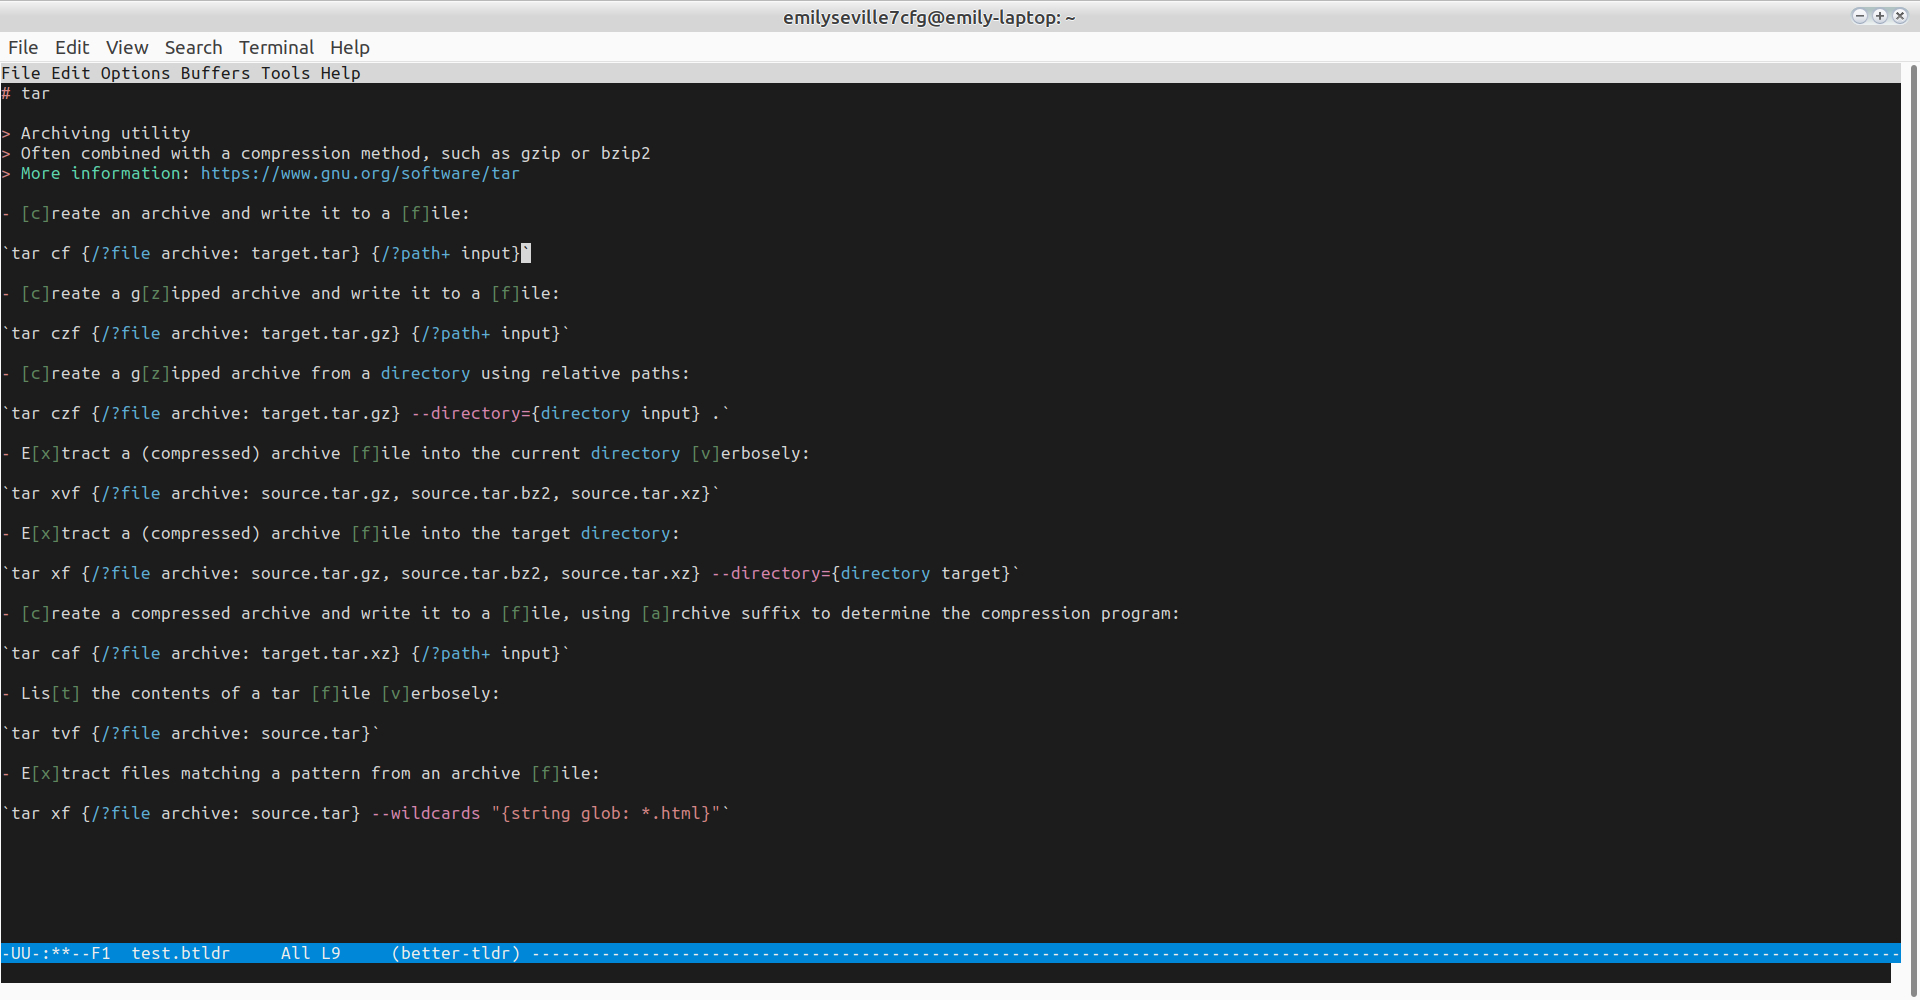 emilyseville7cfg@emily-laptop: ~
File Edit View Search Terminal Help
File Edit Options Buffers Tools Help
# tar
> Archiving utility
> Often combined with a compression method, such as gzip or bzip2
> More information: https://www.gnu.org/software/tar
- [c]reate an archive and write it to a [f]ile:
`tar cf {/?file archive: target.tar} {/?path+ input}`
- [c]reate a g[z]ipped archive and write it to a [f]ile:
`tar czf {/?file archive: target.tar.gz} {/?path+ input}`
- [c]reate a g[z]ipped archive from a directory using relative paths:
`tar czf {/?file archive: target.tar.gz} --directory={directory input} .`
- E[x]tract a (compressed) archive [f]ile into the current directory [v]erbosely:
`tar xvf {/?file archive: source.tar.gz, source.tar.bz2, source.tar.xz}`
- E[x]tract a (compressed) archive [f]ile into the target directory:
`tar xf {/?file archive: source.tar.gz, source.tar.bz2, source.tar.xz} --directory={directory target}`
- [c]reate a compressed archive and write it to a [f]ile, using [a]rchive suffix to determine the compression program:
`tar caf {/?file archive: target.tar.xz} {/?path+ input}`
- Lis[t] the contents of a tar [f]ile [v]erbosely:
`tar tvf {/?file archive: source.tar}`
- E[x]tract files matching a pattern from an archive [f]ile:
`tar xf {/?file archive: source.tar} --wildcards "{string glob: *.html}"`
-UU-:**--F1  test.btldr     All L9     (better-tldr) -----------------------------------------------------------------------------------------------------------------------------------------